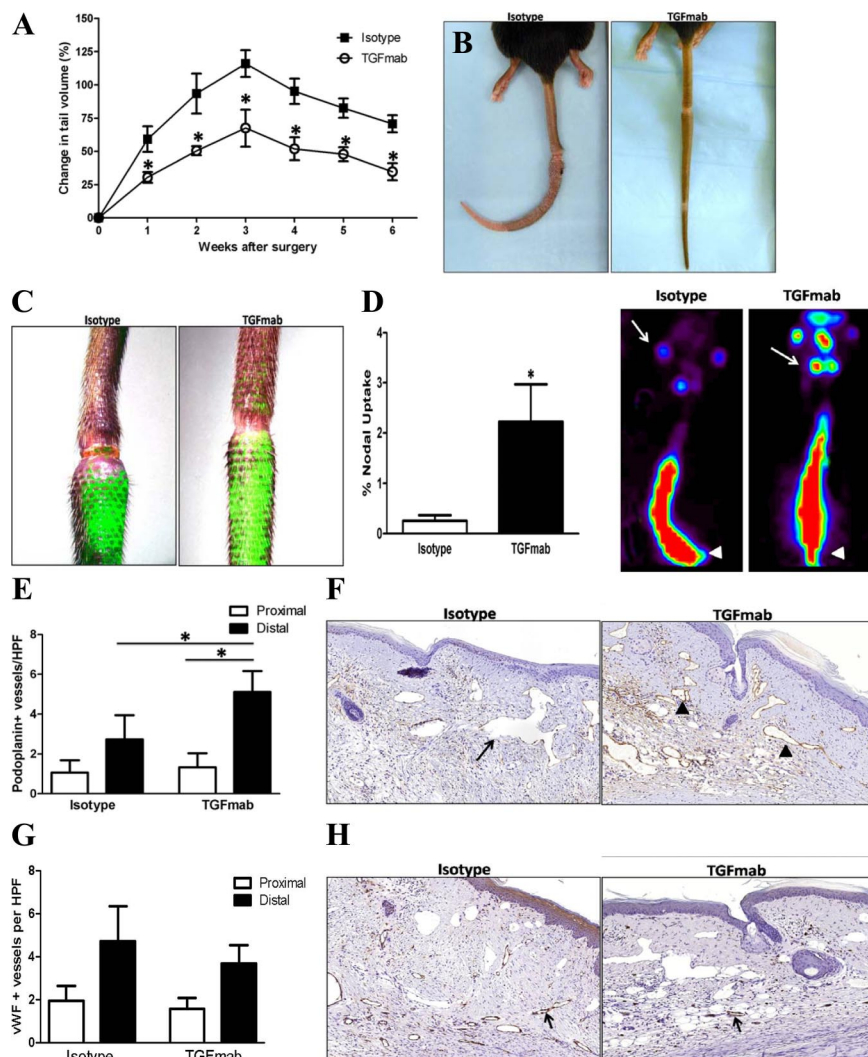 A
150
125
100
75
50
25
0
Change in tail volume (%)
Isotype
TGFmab
*
*
*
*
*
*
0 1 2 3 4 5 6
Weeks after surgery
B
Isotype
TGFmab
C
Isotype
TGFmab
D
4
3
2
1
0
% Nodal Uptake
*
Isotype
TGFmab
Isotype
TGFmab
E
8
6
4
2
0
Podoplanin+ vessels/HPF
Proximal
Distal
*
*
Isotype
TGFmab
F
Isotype
TGFmab
G
8
6
4
2
0
vWF + vessels per HPF
Proximal
Distal
Isotype
TGFmab
H
Isotype
TGFmab